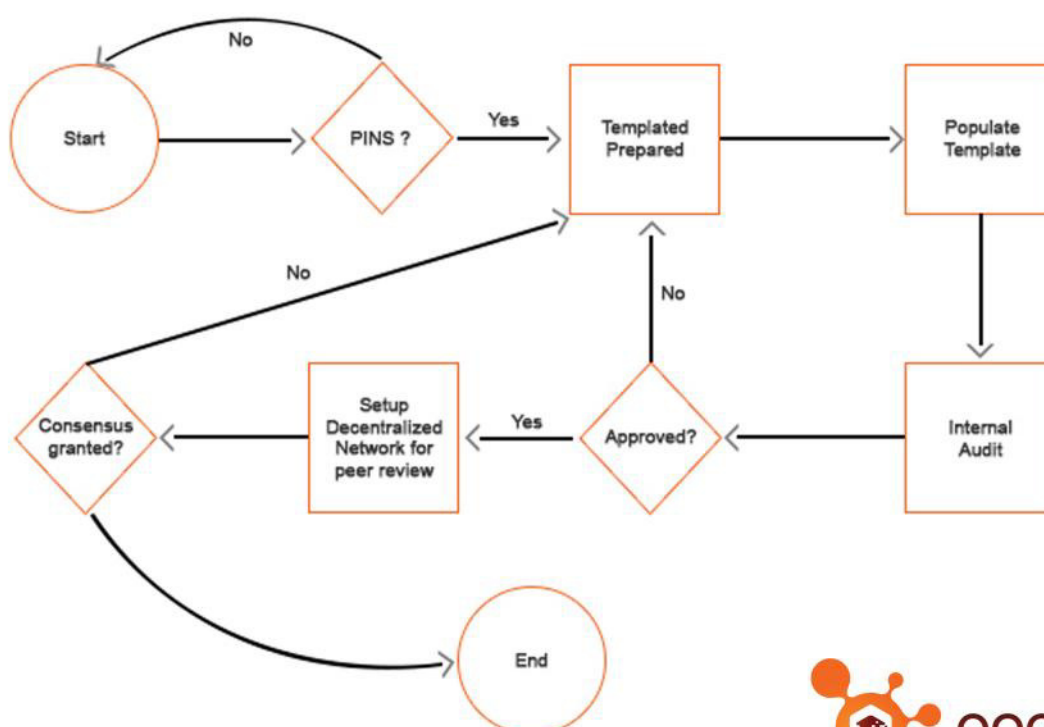 No
Start
PINS ?
Yes
Templated
Prepared
Populate
Template
No
No
Consensus
granted?
Setup
Decentralized
Network for
peer review
Yes
Approved?
Internal
Audit
End